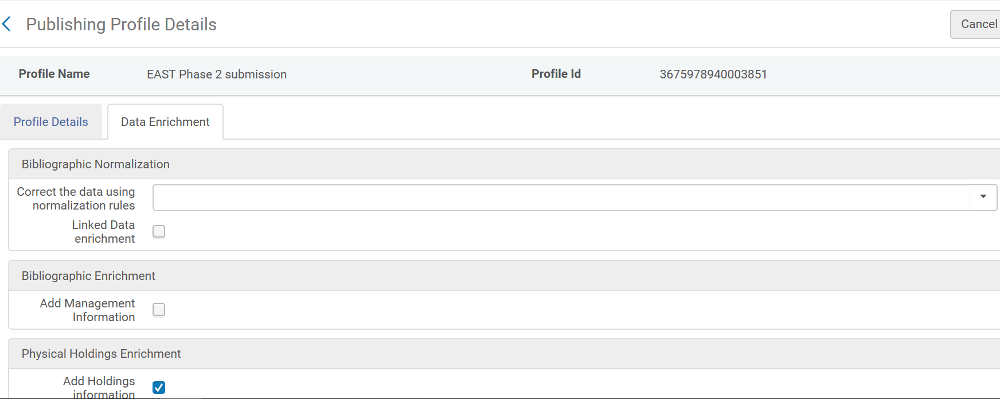 Publishing Profile Details
Cancel
Profile Name EAST Phase 2 submission Profile Id 3675978940003851
Profile Details Data Enrichment
Bibliographic Normalization
Correct the data using
normalization rules
Linked Data
enrichment
Bibliographic Enrichment
Add Management
Information
Physical Holdings Enrichment
Add Holdings
information